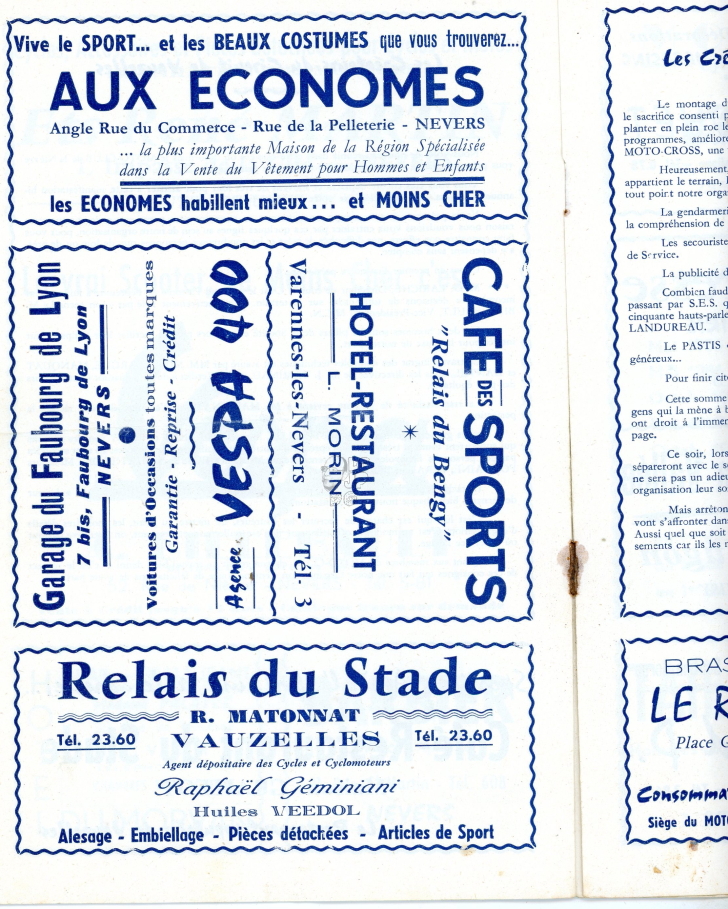 Vive le SPORT... et les BEAUX COSTUMES que vous trouverez...
AUX ECONOMES
Angle Rue du Commerce - Rue de la Pelleterie - NEVERS
... la plus importante Maison de la Région Spécialisée
dans la Vente du Vêtement pour Hommes et Enfants
les ECONOMES habillent mieux... et MOINS CHER
Garage du Faubourg de Lyon
7 bis, Faubourg de Lyon
NEVERS
Voitures d'Occasions toutes marques
Garantie - Reprise - Crédit
Agence VESPA 400
CAFE DES SPORTS
"Relais du Bengy"
HOTEL-RESTAURANT
L. MORIN
Varennes-les-Nevers - Tél. 3
Relais du Stade
R. MATONNAT
Tél. 23.60 VAUZELLES Tél. 23.60
Agent dépositaire des Cycles et Cyclomoteurs
Raphaël Géminiani
Huiles VEEDOL
Alesage - Embiellage - Pièces détachées - Articles de Sport
Les
Le montage d
le sacrifice consenti p
planter en plein roc le
programmes, améliore
MOTO-CROSS, une
Heureusement,
appartient le terrain, l
tout point notre orga
La gendarmeri
la compréhension de
Les secouriste
de Service.
La publicité d
Combien faud
passant par S.E.S. q
cinquante hauts-parle
LANDUREAU.
Le PASTIS
généreux...
Pour finir cit
Cette somme
gens qui la mène à b
ont droit à l'immer
page.
Ce soir, lors
sépareront avec le s
ne sera pas un adieu
organisation leur so
Mais arrêton
vont s'affronter dans
Aussi quel que soit
sements car ils les r
BRAS
LE
Place G
Consomma
Siège du MOTO